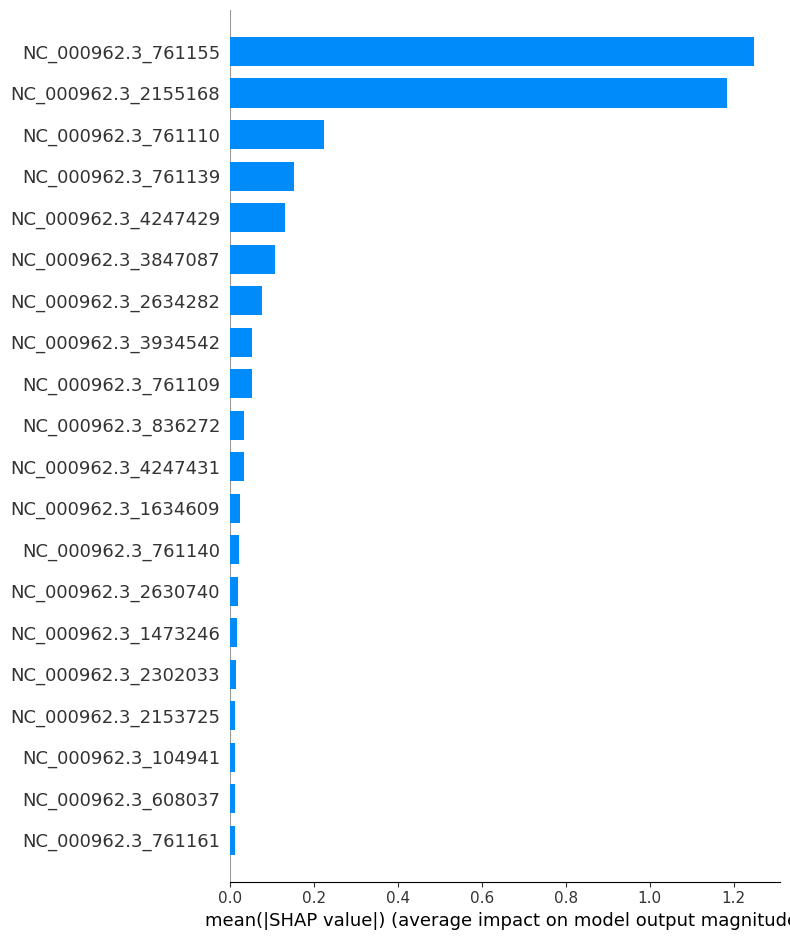 NC_000962.3_761155
NC_000962.3_2155168
NC_000962.3_761110
NC_000962.3_761139
NC_000962.3_4247429
NC_000962.3_3847087
NC_000962.3_2634282
NC_000962.3_3934542
NC_000962.3_761109
NC_000962.3_836272
NC_000962.3_4247431
NC_000962.3_1634609
NC_000962.3_761140
NC_000962.3_2630740
NC_000962.3_1473246
NC_000962.3_2302033
NC_000962.3_2153725
NC_000962.3_104941
NC_000962.3_608037
NC_000962.3_761161
0.0 0.2 0.4 0.6 0.8 1.0 1.2
mean(|SHAP value|) (average impact on model output magnitude